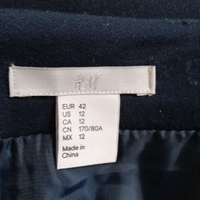 H&M
EUR 42
US 12
CA 12
CN 170/80A
MX 12
Made in
China